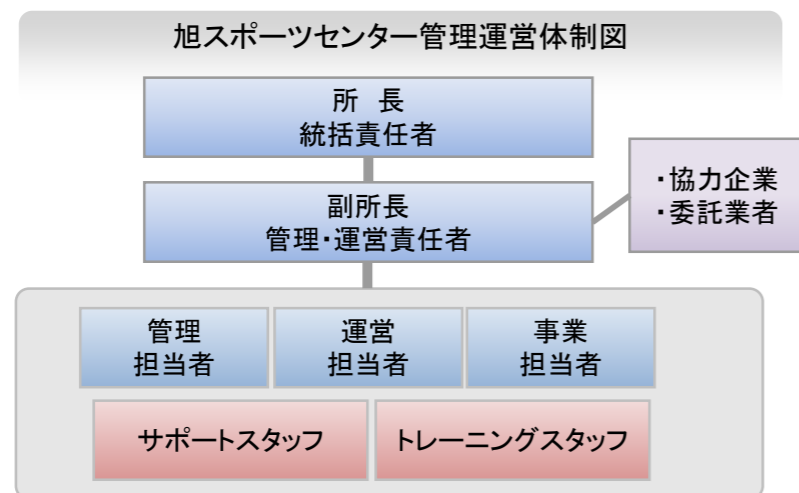 旭スポーツセンター管理運営体制図
所　長
統括責任者
副所長
管理・運営責任者
・協力企業
・委託業者
管理
担当者
運営
担当者
事業
担当者
サポートスタッフ
トレーニングスタッフ